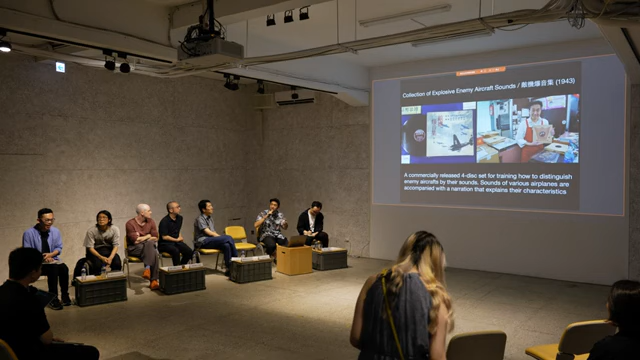 Collection of Explosive Enemy Aircraft Sounds / 敵機爆音集 (1943)
A commercially released 4-disc set for training how to distinguish
enemy aircrafts by their sounds. Sounds of various airplanes are
accompanied with a narration that explains their characteristics